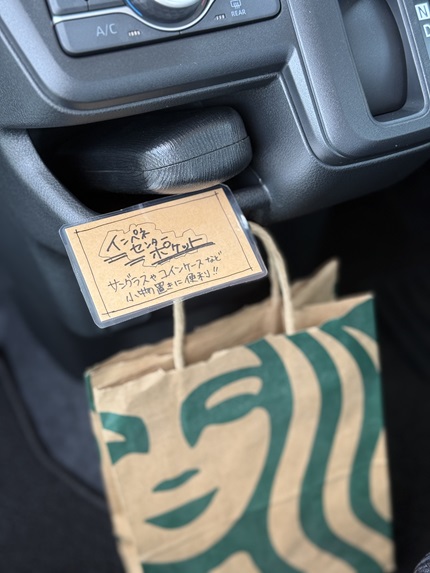 A/C
REAR
N
D
インパネ
センター
ポケット
サングラスやコインケースなど
小物置きに便利!!